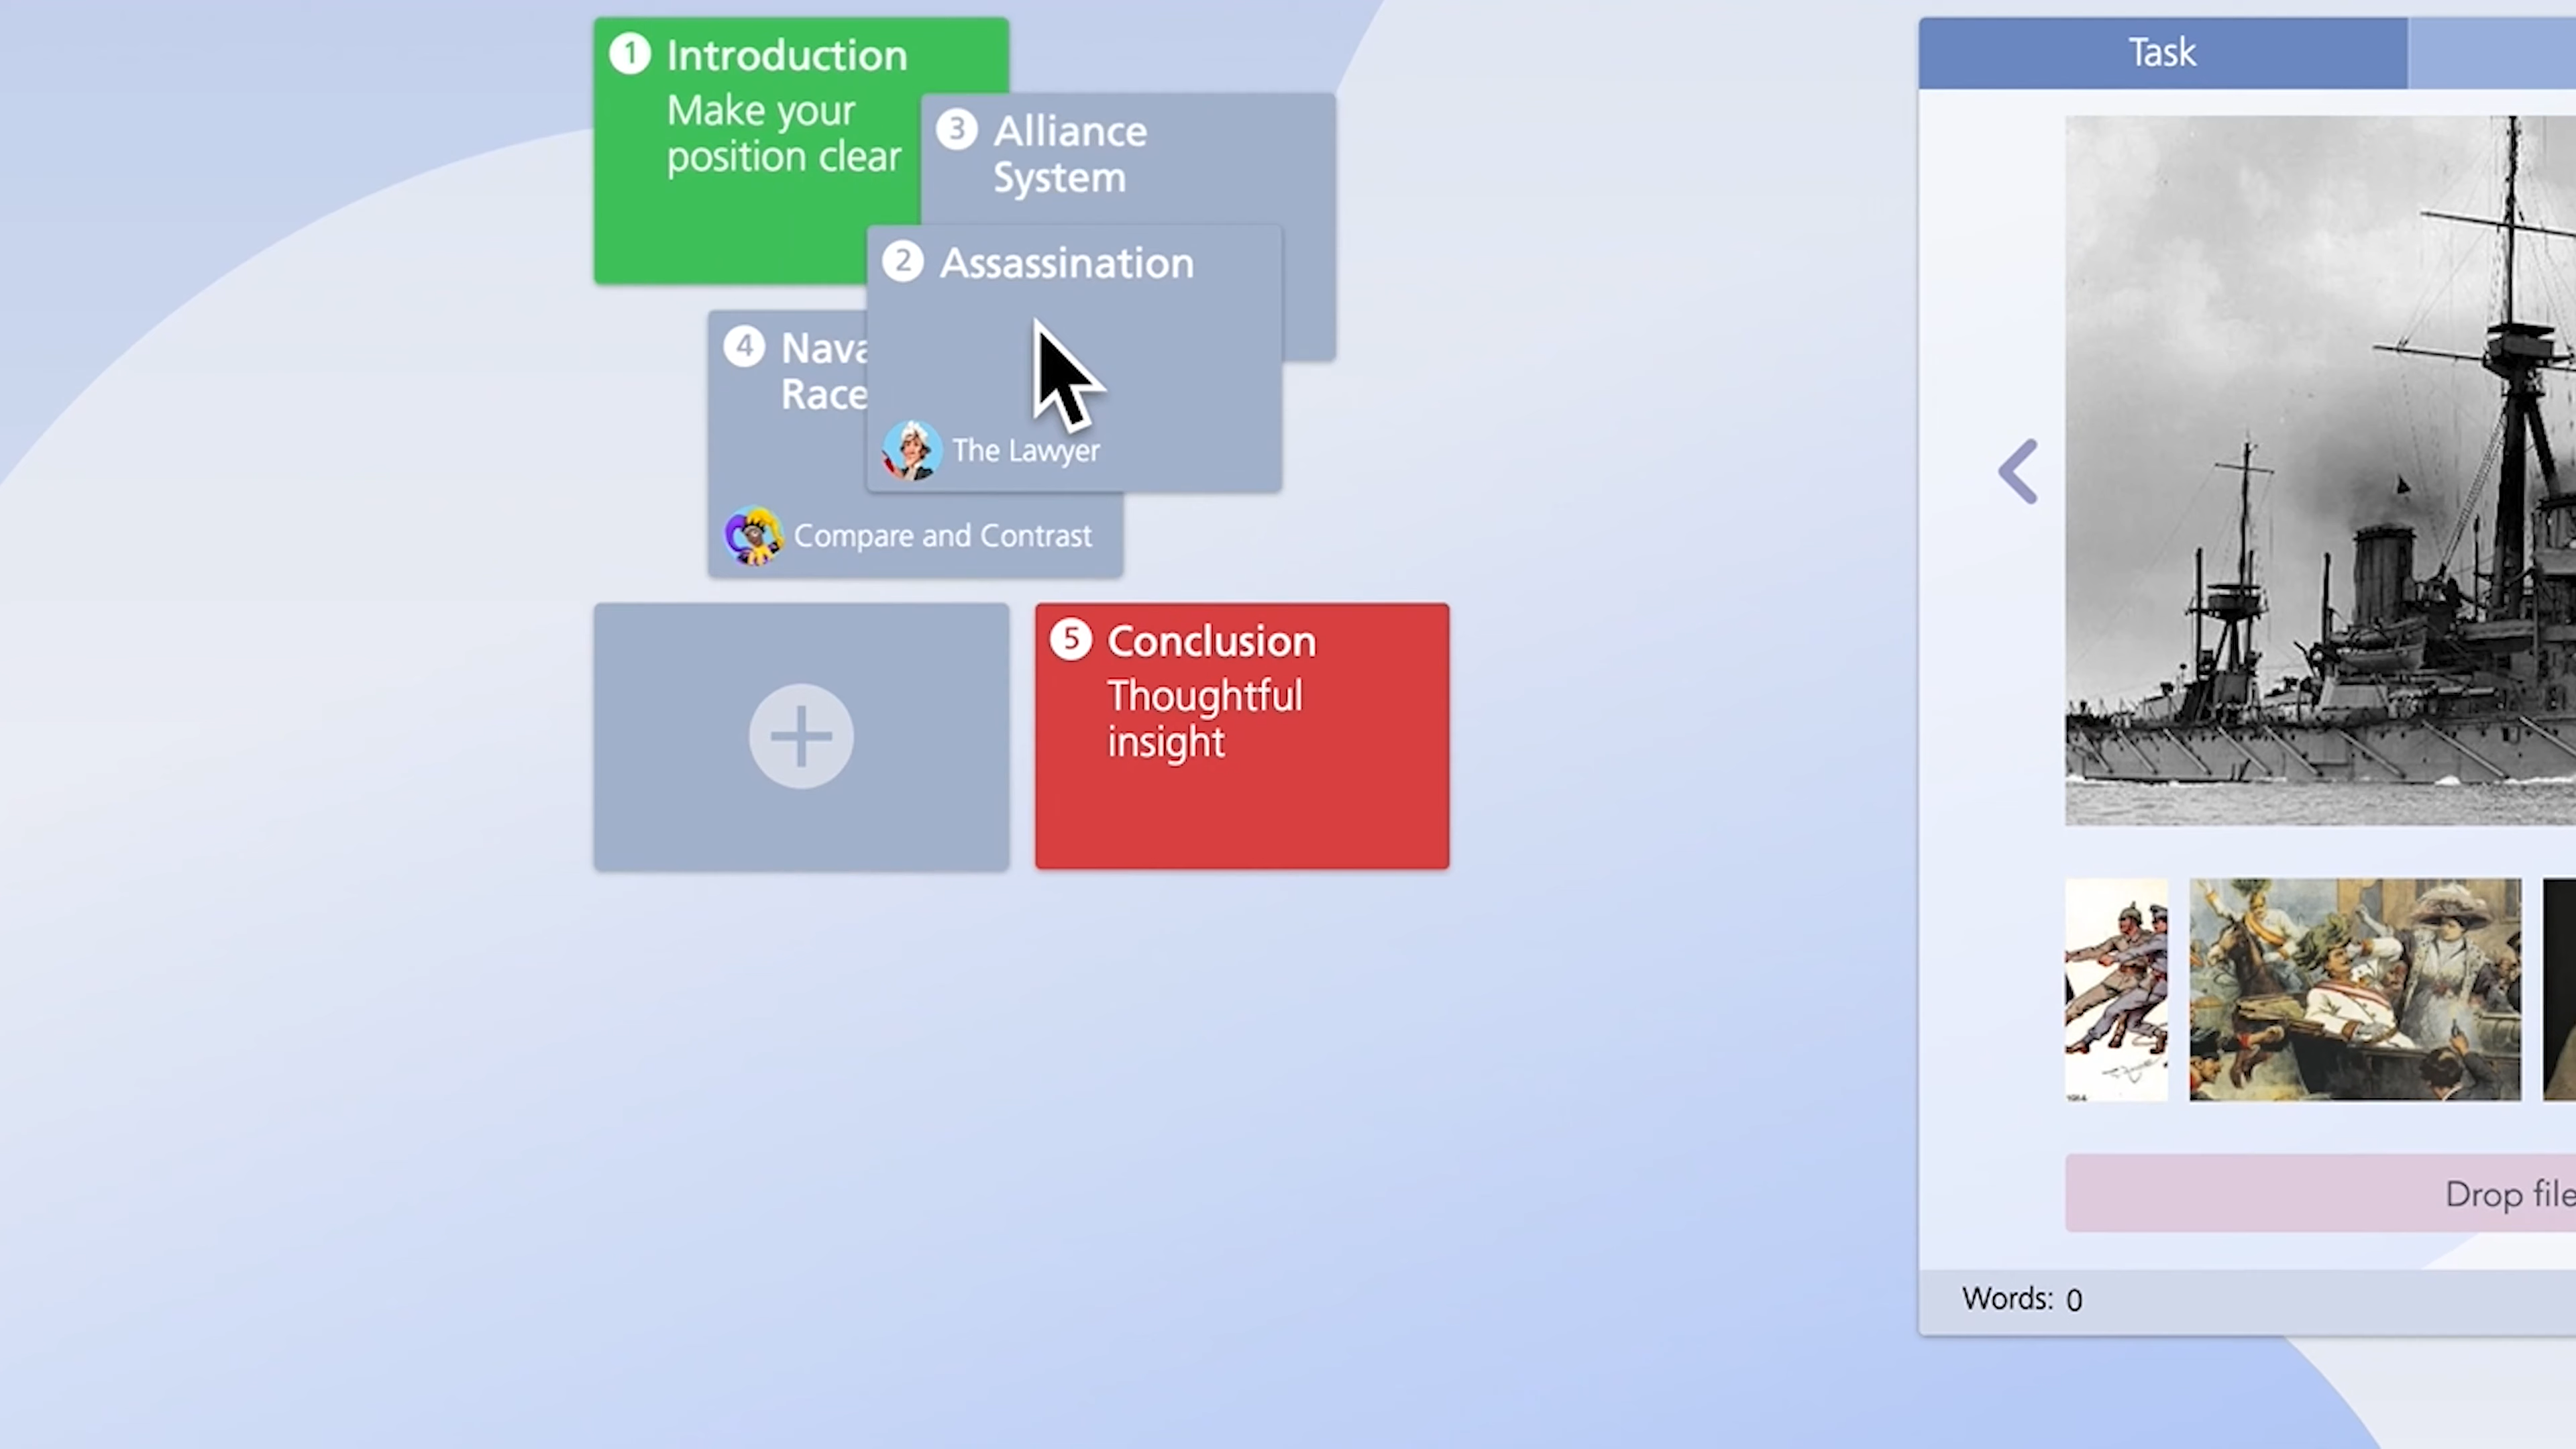 1 Introduction
Make your
position clear
3 Alliance
System
2 Assassination
The Lawyer
4 Nava
Race
Compare and Contrast
5 Conclusion
Thoughtful
insight
Task
1914
Drop file
Words: 0